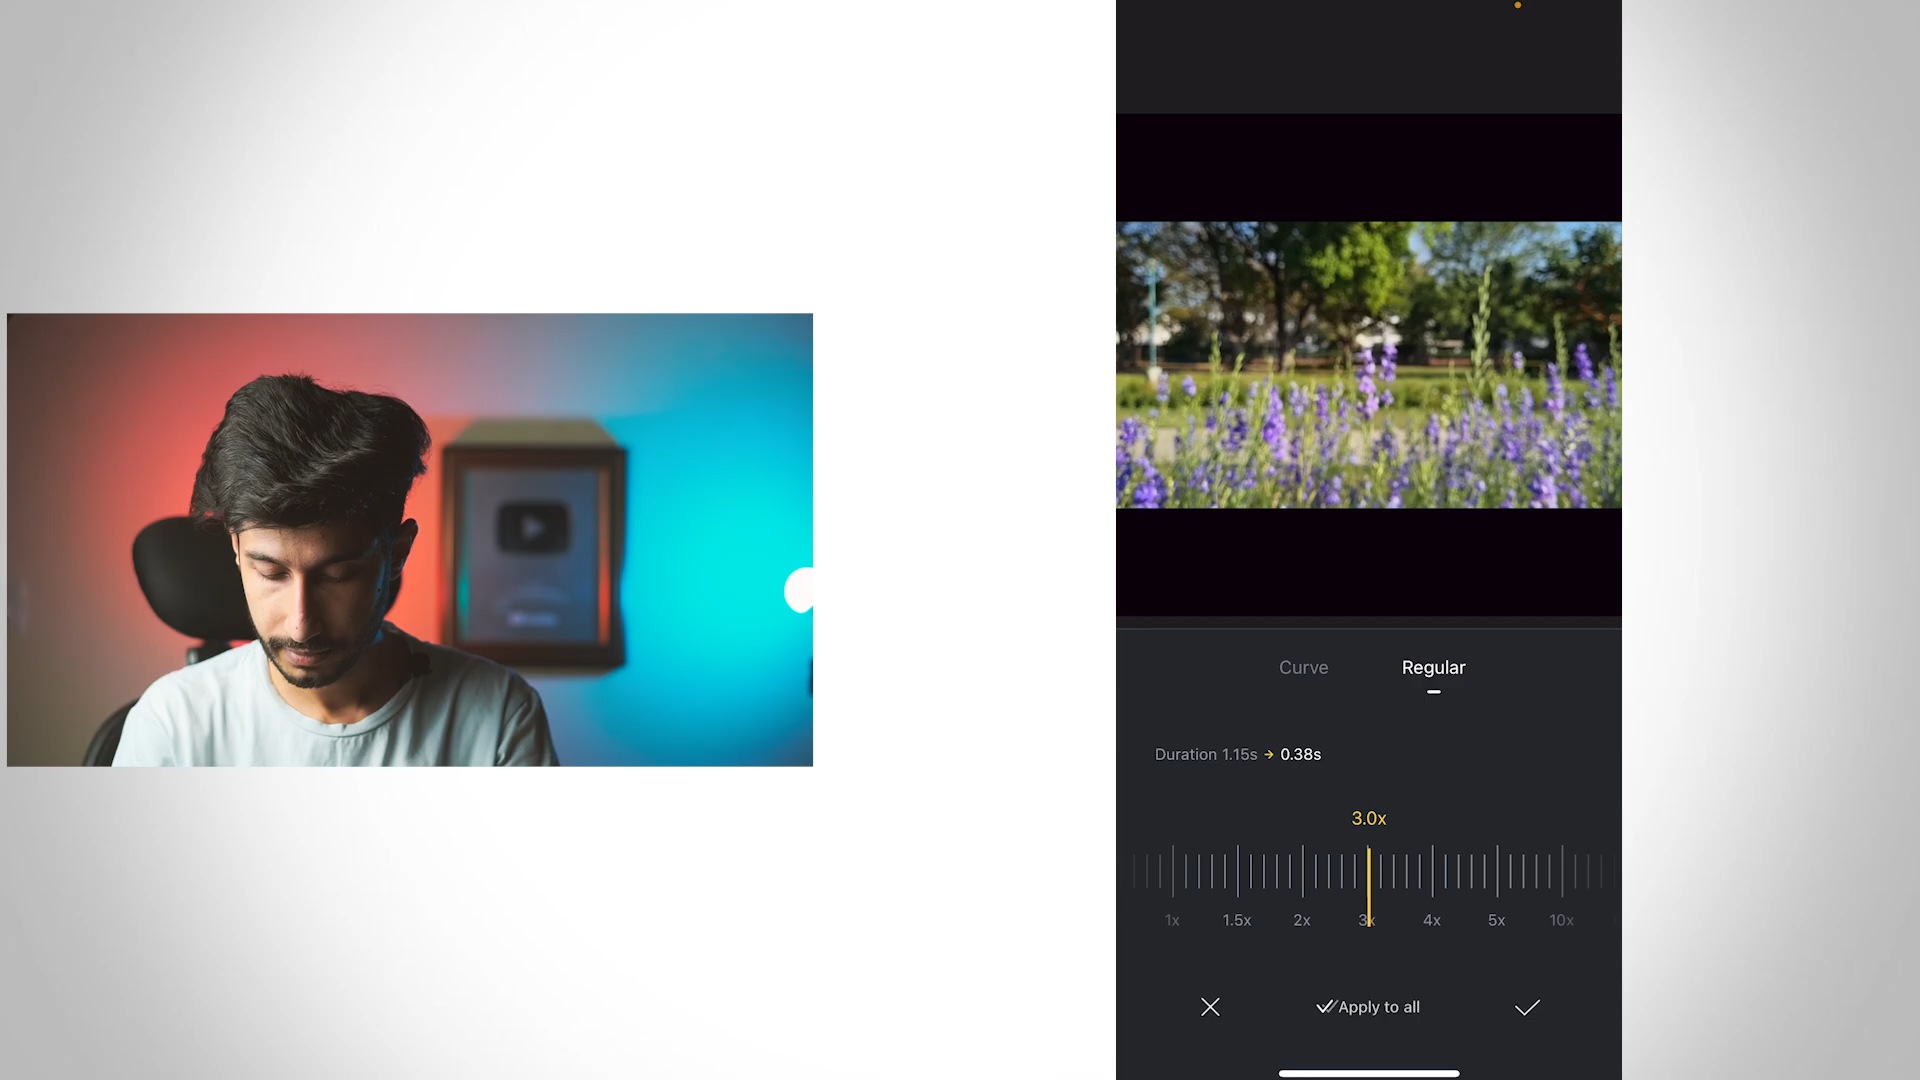 Curve Regular
Duration 1.15s → 0.38s
3.0x
1x 1.5x 2x 3x 4x 5x 10x
Apply to all